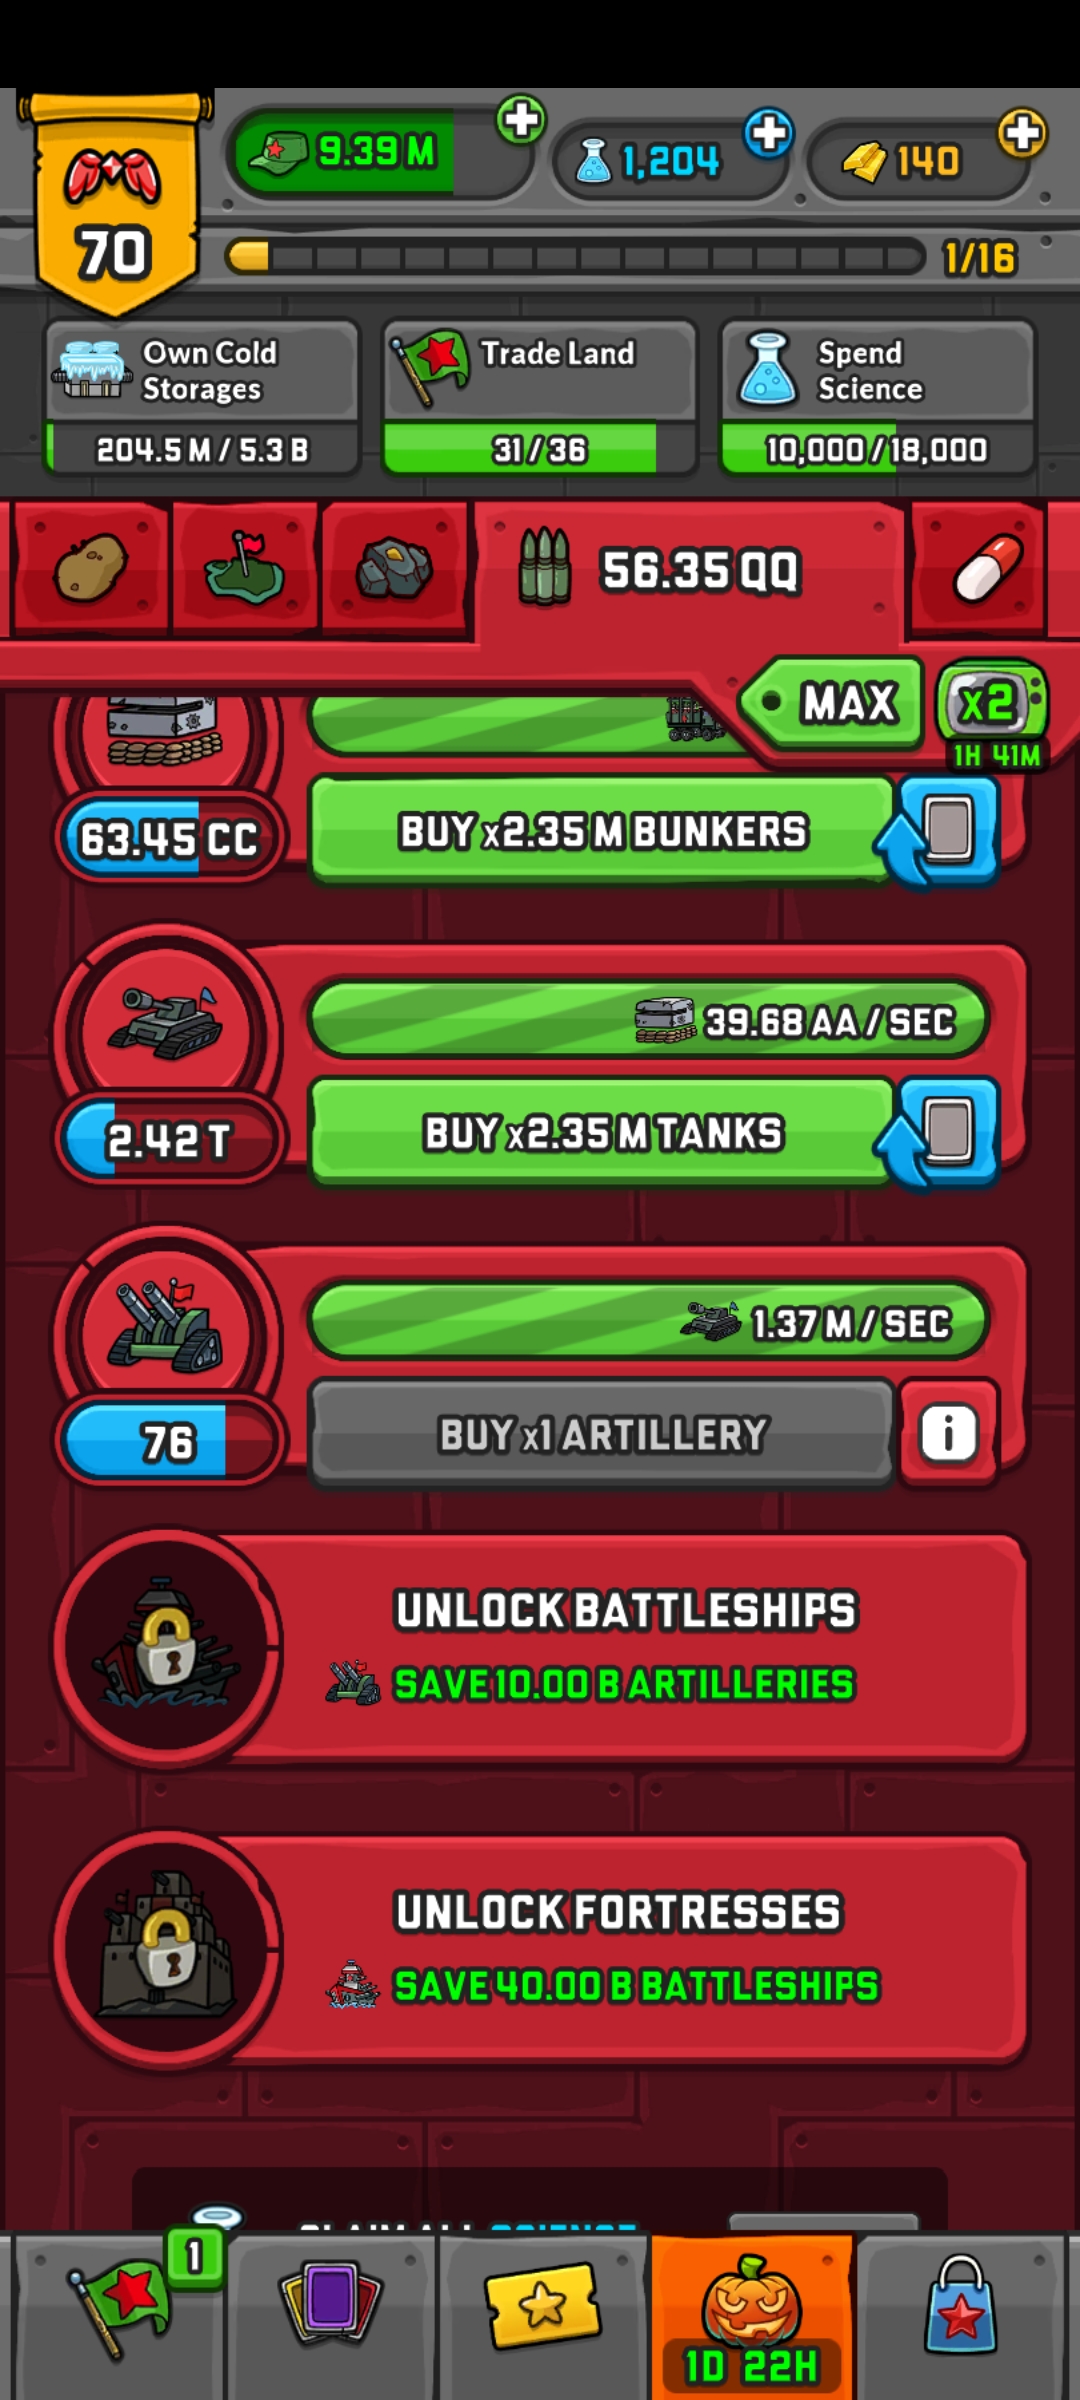 70
9.39 M
1,204
140
1/16
Own Cold
Storages
204.5 M / 5.3 B
Trade Land
31 / 36
Spend
Science
10,000 / 18,000
56.35 QQ
MAX
x2
1H 41M
63.45 CC
BUY x2.35 M BUNKERS
39.68 AA / SEC
2.42 T
BUY x2.35 M TANKS
1.37 M / SEC
76
BUY x1 ARTILLERY
i
UNLOCK BATTLESHIPS
SAVE 10.00 B ARTILLERIES
UNLOCK FORTRESSES
SAVE 40.00 B BATTLESHIPS
CLAIM ALL SCIENCE
1
1D 22H